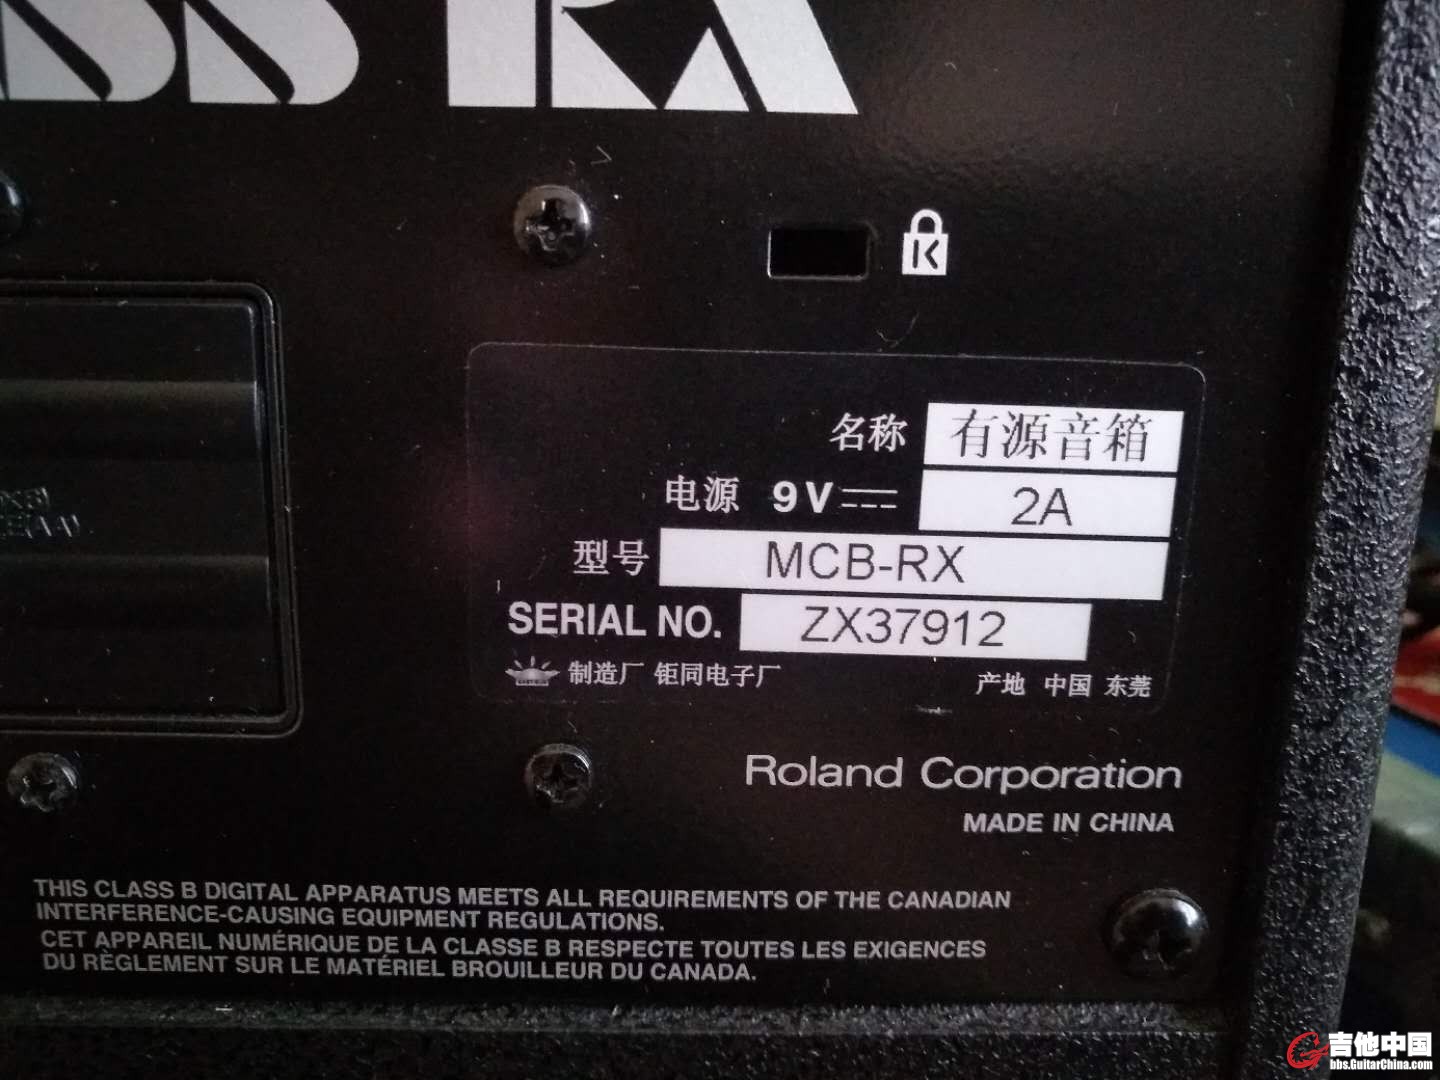 名称 有源音箱
电源 9V 2A
型号 MCB-RX
SERIAL NO. ZX37912
制造厂 钜同电子厂 产地 中国 东莞
Roland Corporation
MADE IN CHINA
THIS CLASS B DIGITAL APPARATUS MEETS ALL REQUIREMENTS OF THE CANADIAN
INTERFERENCE-CAUSING EQUIPMENT REGULATIONS.
CET APPAREIL NUMÉRIQUE DE LA CLASSE B RESPECTE TOUTES LES EXIGENCES
DU RÈGLEMENT SUR LE MATÉRIEL BROUILLEUR DU CANADA.
吉他中国
bbs.GuitarChina.com